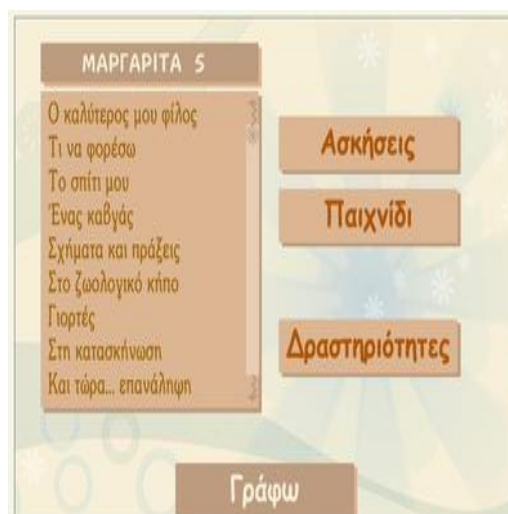 ΜΑΡΓΑΡΙΤΑ 5
Ο καλύτερος μου φίλος
Τι να φορέσω
Το σπίτι μου
Ένας καβγάς
Σχήματα και πράξεις
Στο ζωολογικό κήπο
Γιορτές
Στη κατασκήνωση
Και τώρα... επανάληψη
Ασκήσεις
Παιχνίδι
Δραστηριότητες
Γράφω